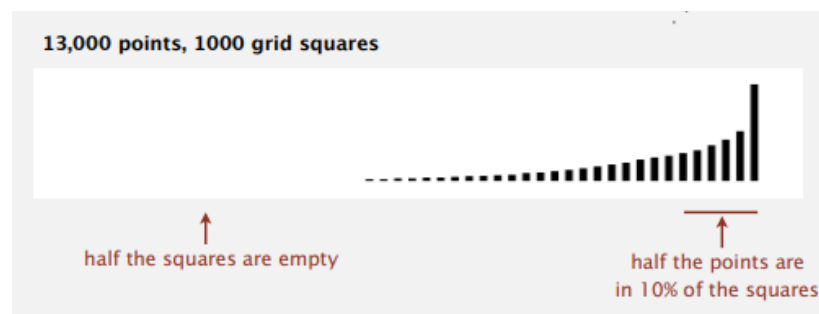 13,000 points, 1000 grid squares
half the squares are empty
half the points are
in 10% of the squares